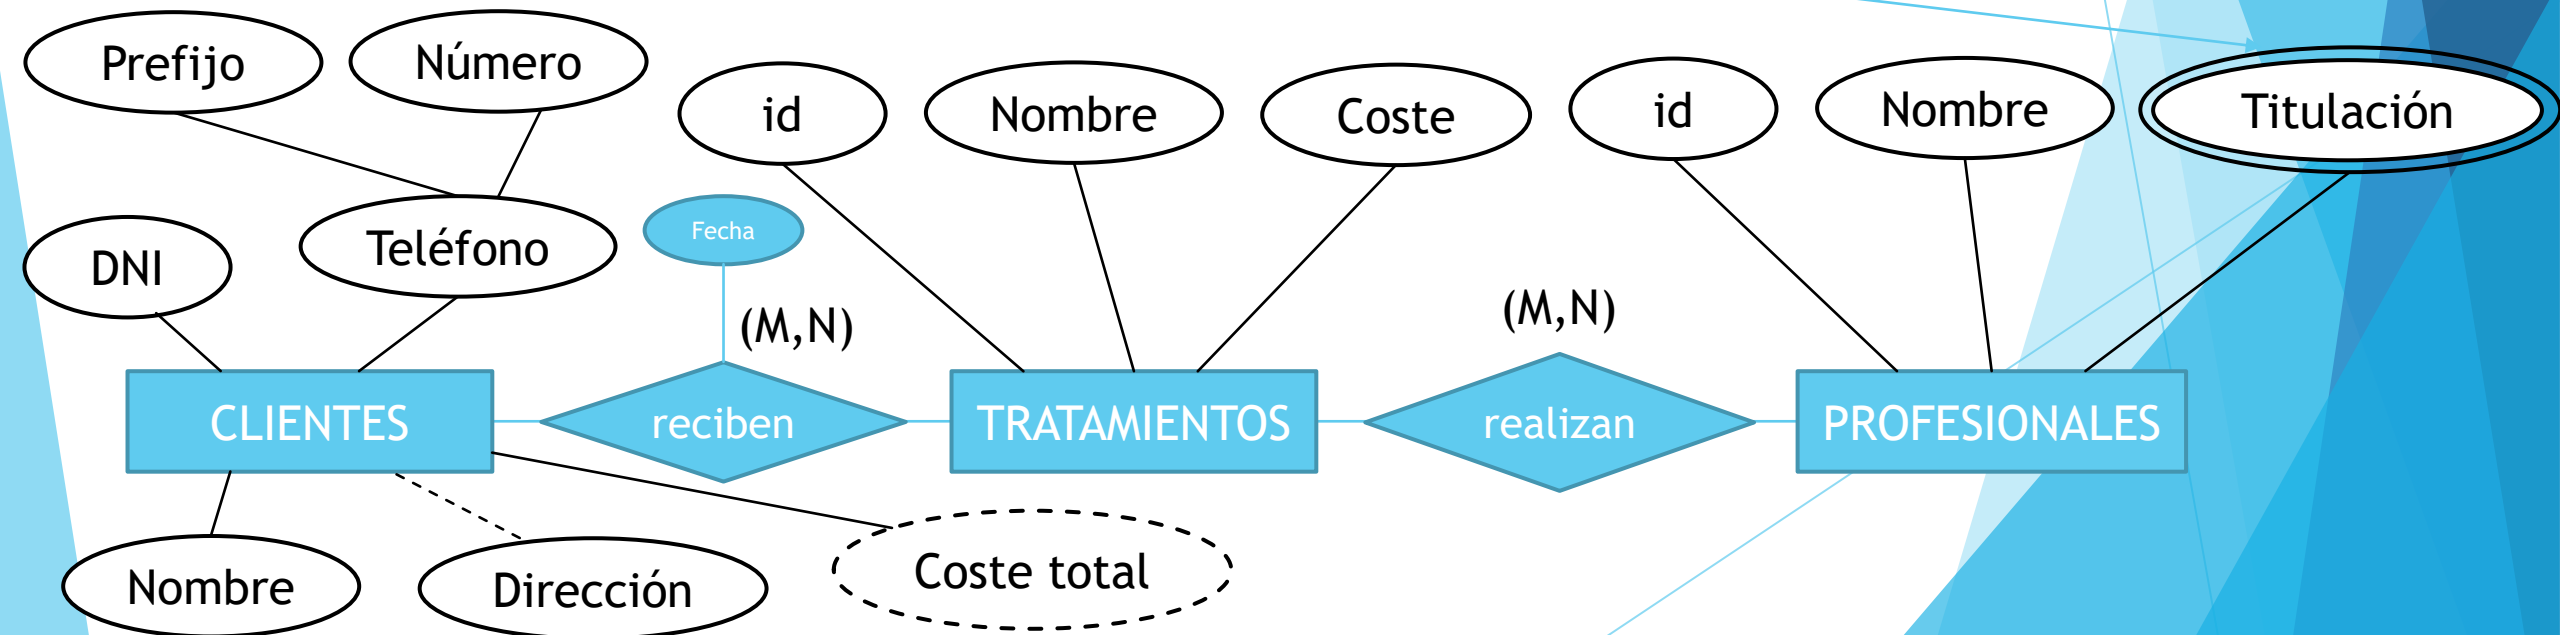 Prefijo
Número
id
Nombre
Coste
id
Nombre
Titulación
DNI
Teléfono
Fecha
(M,N)
(M,N)
CLIENTES
reciben
TRATAMIENTOS
realizan
PROFESIONALES
Nombre
Dirección
Coste total